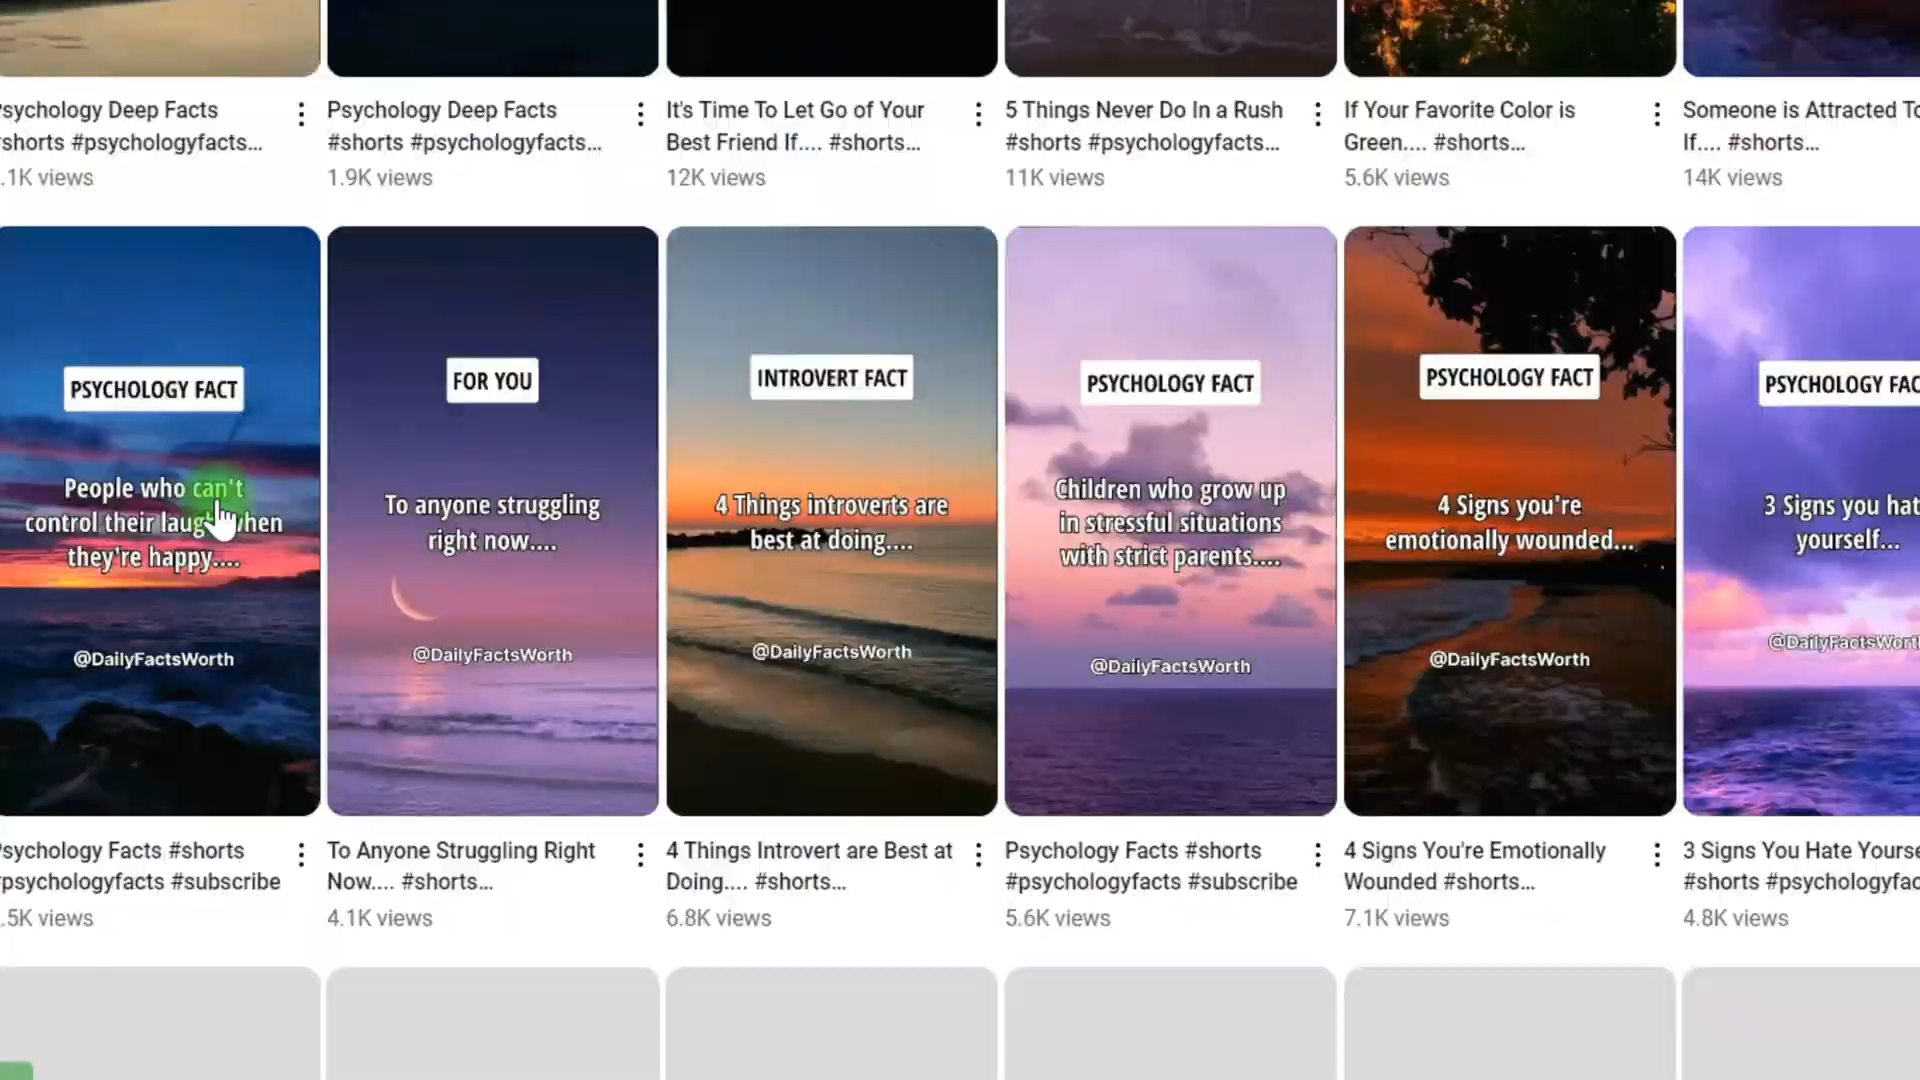 sychology Deep Facts
shorts #psychologyfacts...
.1K views
Psychology Deep Facts
#shorts #psychologyfacts...
1.9K views
It's Time To Let Go of Your
Best Friend If.... #shorts...
12K views
5 Things Never Do In a Rush
#shorts #psychologyfacts...
11K views
If Your Favorite Color is
Green.... #shorts...
5.6K views
Someone is Attracted To
If.... #shorts...
14K views
PSYCHOLOGY FACT
People who can't
control their laugh when
they're happy....
@DailyFactsWorth
FOR YOU
To anyone struggling
right now....
@DailyFactsWorth
INTROVERT FACT
4 Things introverts are
best at doing....
@DailyFactsWorth
PSYCHOLOGY FACT
Children who grow up
in stressful situations
with strict parents....
@DailyFactsWorth
PSYCHOLOGY FACT
4 Signs you're
emotionally wounded...
@DailyFactsWorth
PSYCHOLOGY FAC
3 Signs you hat
yourself...
@DailyFactsWort
sychology Facts #shorts
psychologyfacts #subscribe
.5K views
To Anyone Struggling Right
Now.... #shorts...
4.1K views
4 Things Introvert are Best at
Doing.... #shorts...
6.8K views
Psychology Facts #shorts
#psychologyfacts #subscribe
5.6K views
4 Signs You're Emotionally
Wounded #shorts...
7.1K views
3 Signs You Hate Yourse
#shorts #psychologyfac
4.8K views